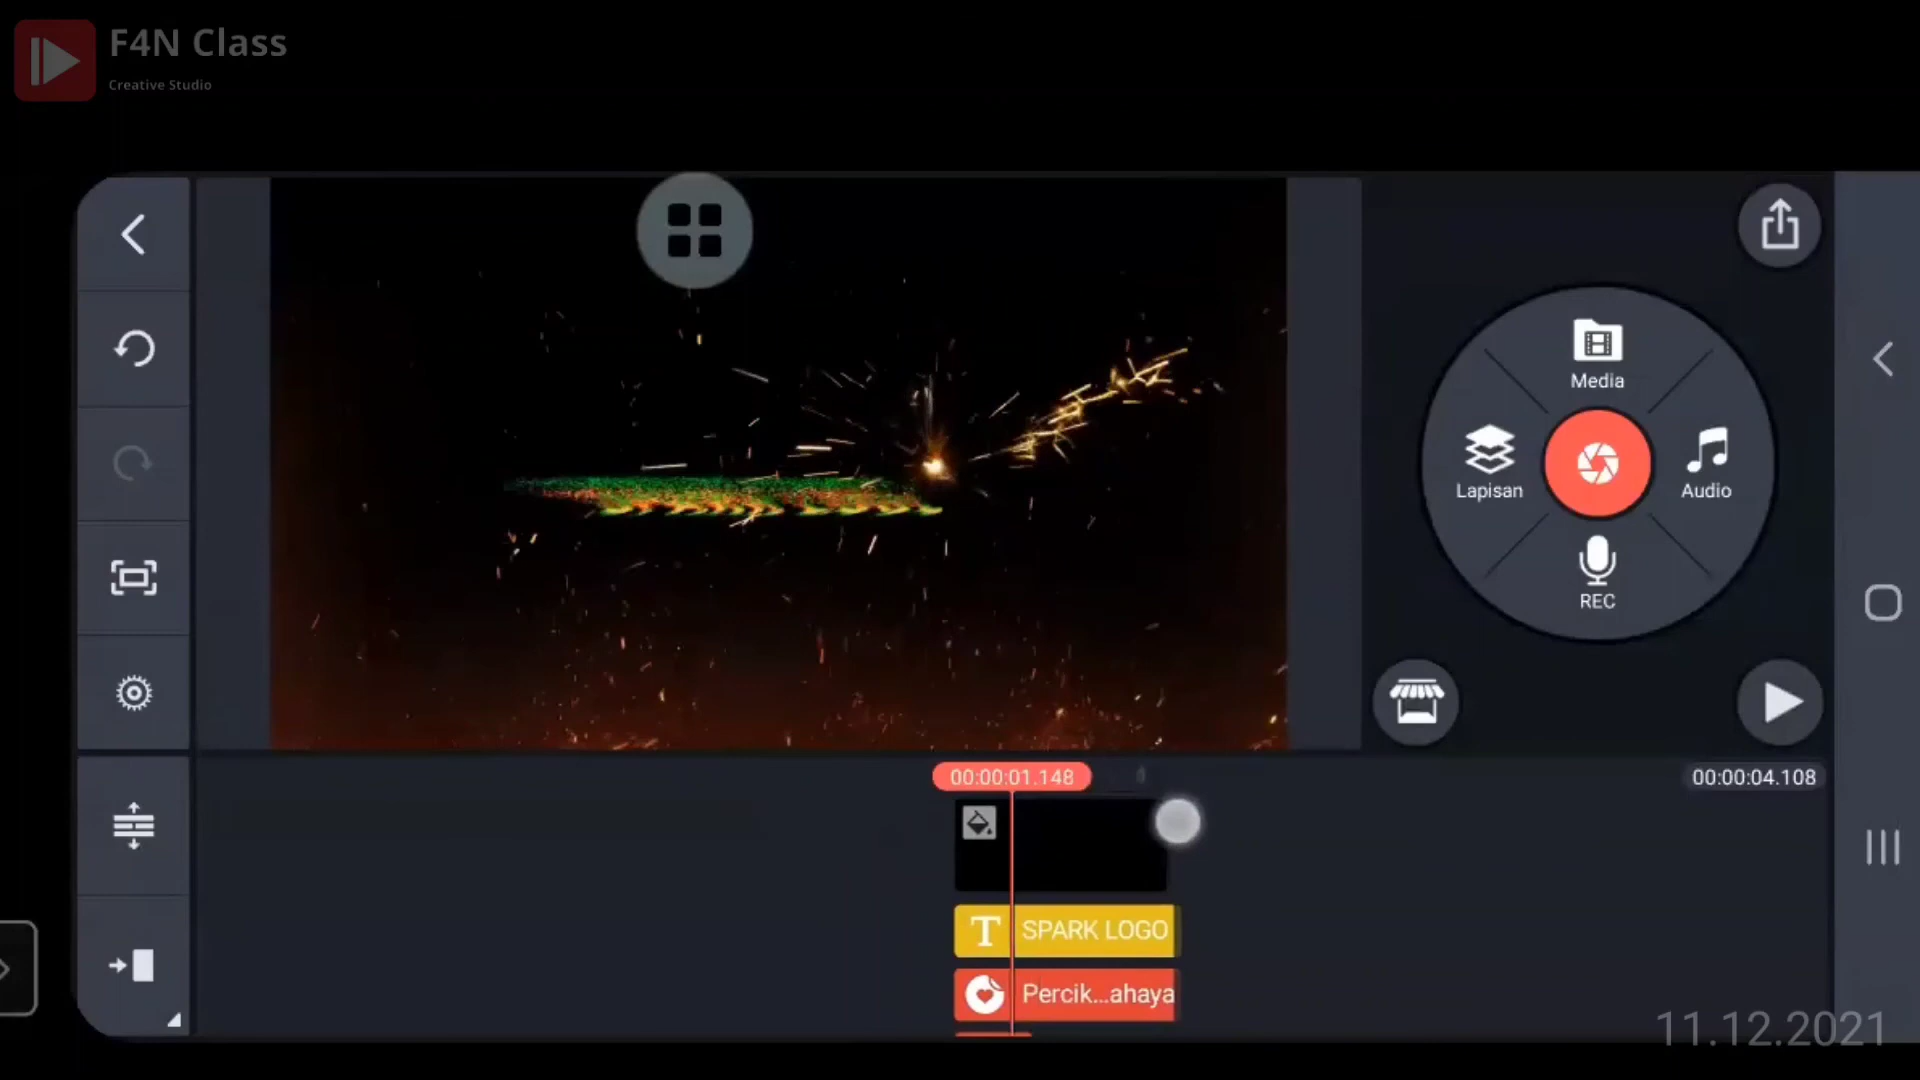 F4N Class
Creative Studio
Media
Lapisan
Audio
REC
00:00:01.148
00:00:04.108
T SPARK LOGO
Percik...ahaya
11.12.2021